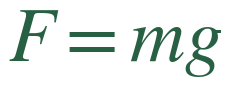 F = mg